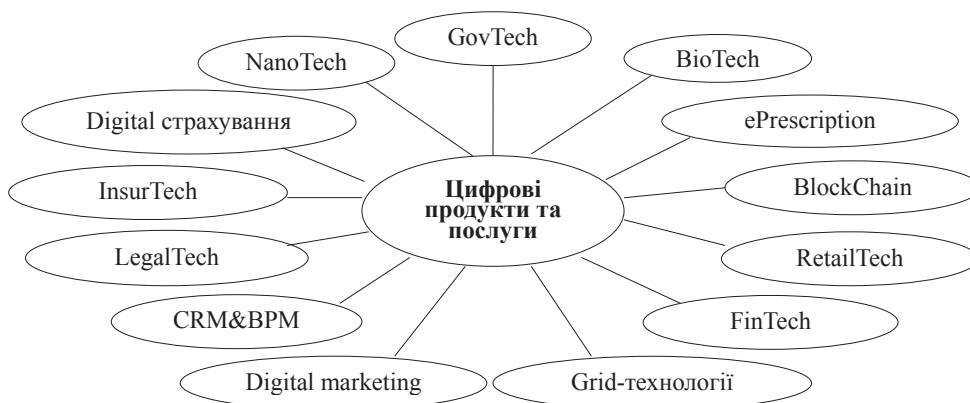 GovTech
NanoTech
BioTech
Digital страхування
ePrescription
InsurTech
Цифрові
продукти та
послуги
BlockChain
LegalTech
RetailTech
CRM&BPM
FinTech
Digital marketing
Grid-технології